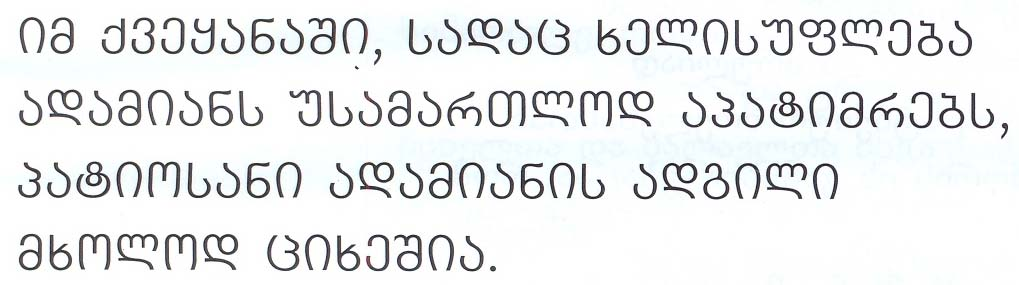 იმ ქვეყანაში, სადაც ხელისუფლება
ადამიანს უსამართლოდ აპატიმრებს,
პატიოსანი ადამიანის ადგილი
მხოლოდ ციხეშია.